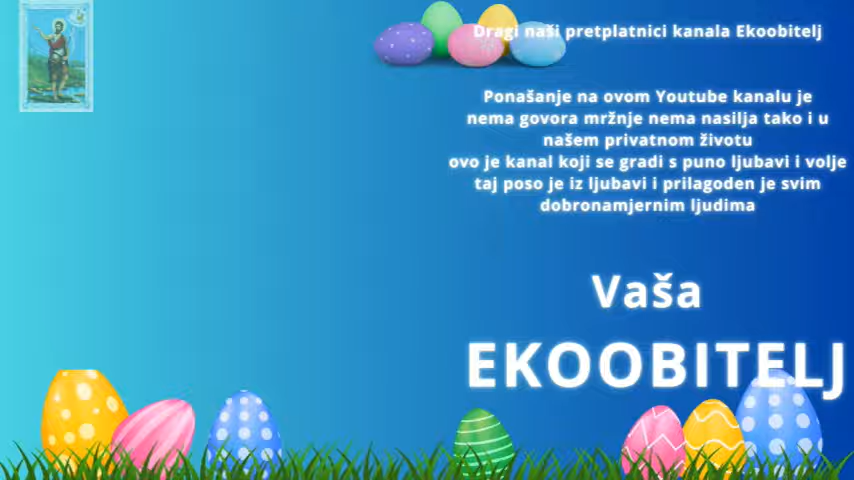 Dragi naši pretplatnici kanala Ekoobitelj
Ponašanje na ovom Youtube kanalu je
nema govora mržnje nema nasilja tako i u
našem privatnom životu
ovo je kanal koji se gradi s puno ljubavi i volje
taj poso je iz ljubavi i prilagođen je svim
dobronamjernim ljudima
Vaša
EKOOBITELJ